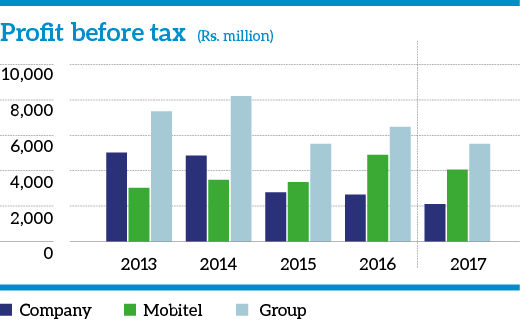 Profit before tax (Rs. million)
10,000
8,000
6,000
4,000
2,000
0
2013 2014 2015 2016 2017
Company Mobitel Group